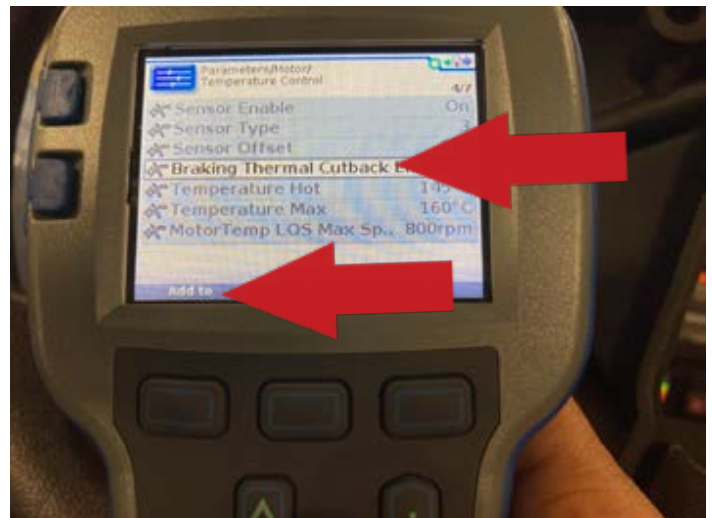 Parameters/Motor/
Temperature Control
4/7
Sensor Enable On
Sensor Type 3
Sensor Offset
Braking Thermal Cutback
Temperature Hot 145°
Temperature Max 160°C
MotorTemp LOS Max Sp.. 800rpm
Add to